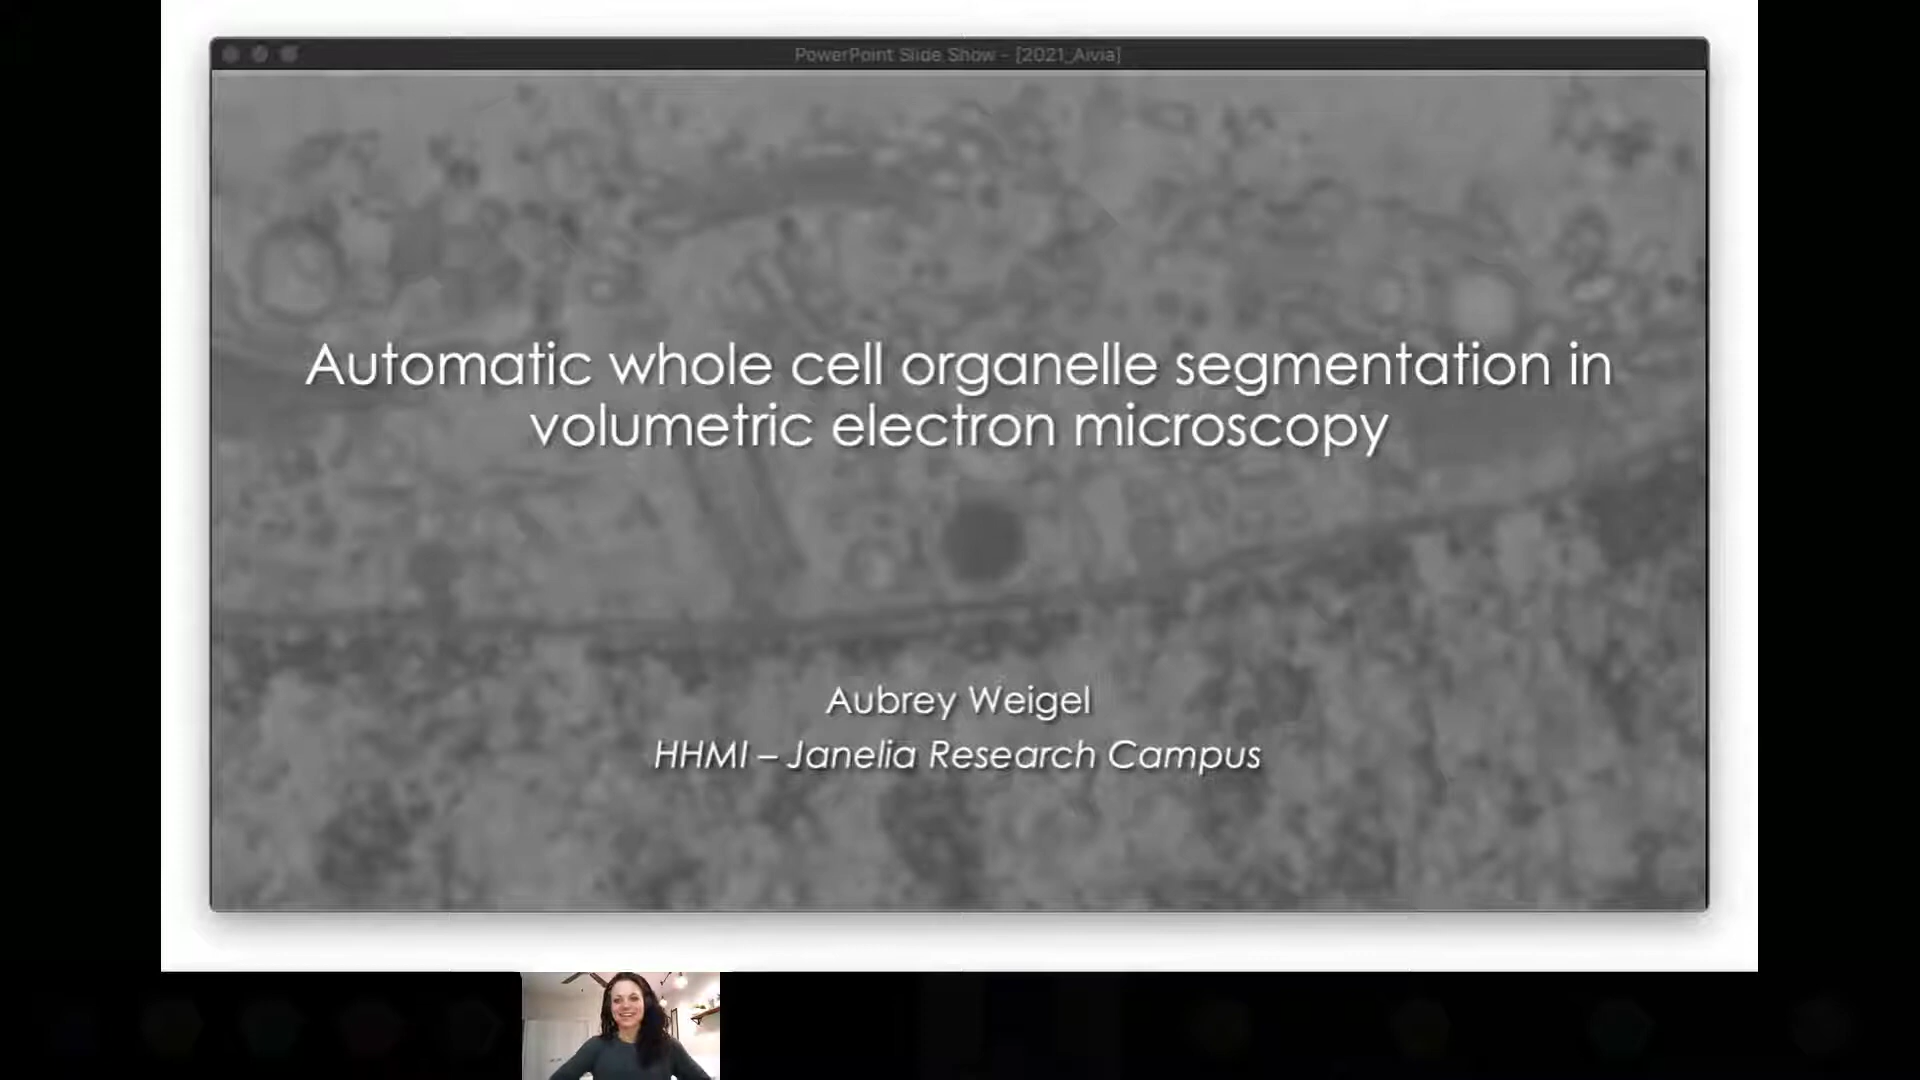 PowerPoint Slide Show - [2021_Aivia]
Automatic whole cell organelle segmentation in
volumetric electron microscopy
Aubrey Weigel
HHMI – Janelia Research Campus